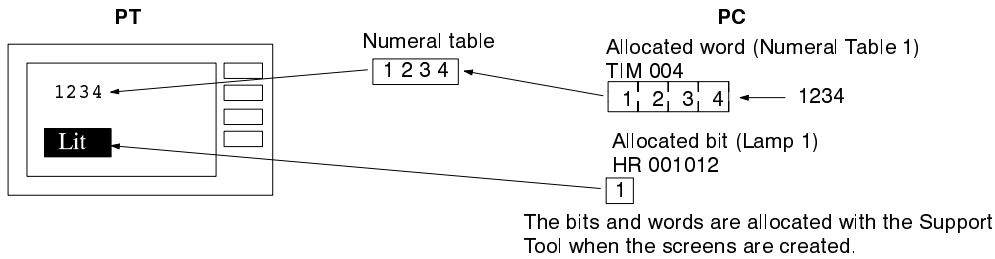 PT
PC
Numeral table
Allocated word (Numeral Table 1)
TIM 004
1234
1 2 3 4
1 2 3 4
1234
Lit
Allocated bit (Lamp 1)
HR 001012
1
The bits and words are allocated with the Support
Tool when the screens are created.